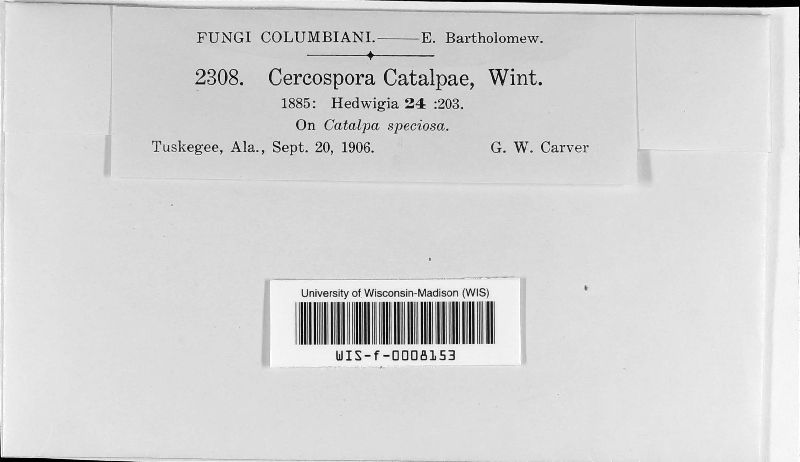 FUNGI COLUMBIANI.——E. Bartholomew.
2308. Cercospora Catalpae, Wint.
1885: Hedwigia 24 :203.
On Catalpa speciosa.
Tuskegee, Ala., Sept. 20, 1906. G. W. Carver
University of Wisconsin-Madison (WIS)
WIS-f-0008153